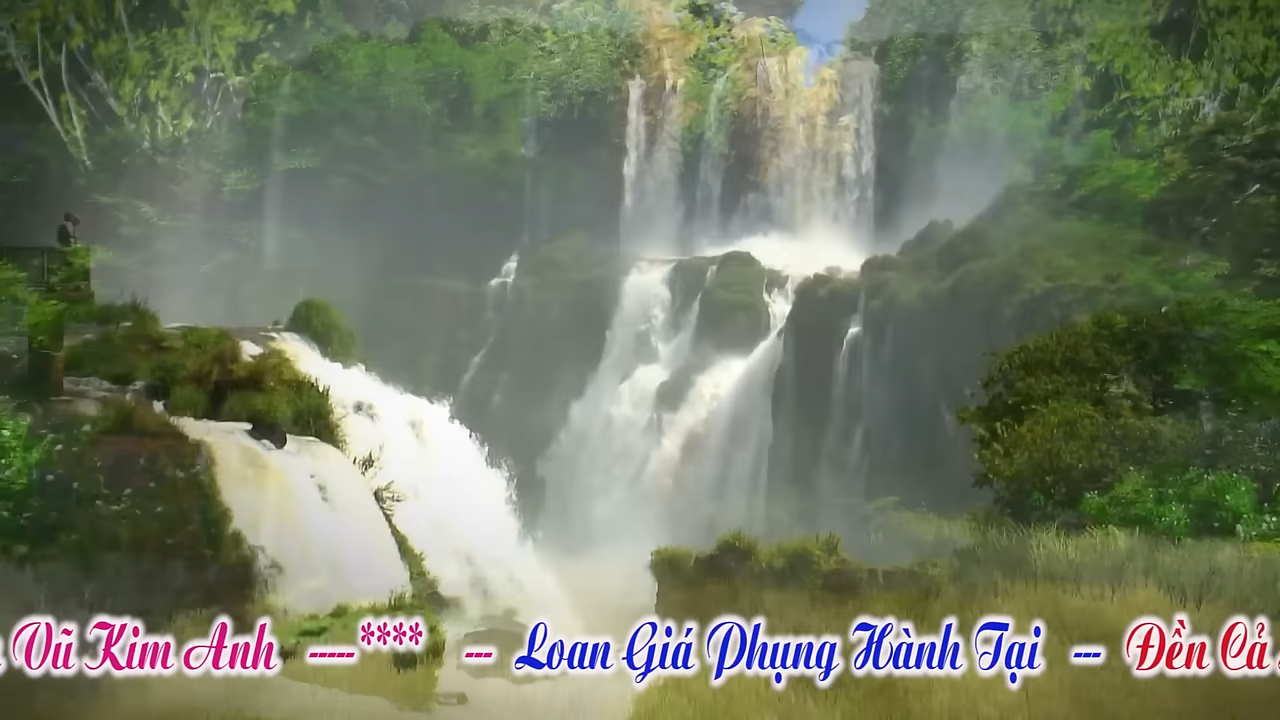 Vũ Kim Anh -----**** --- Loan Giá Phụng Hành Tại --- Đền Cả